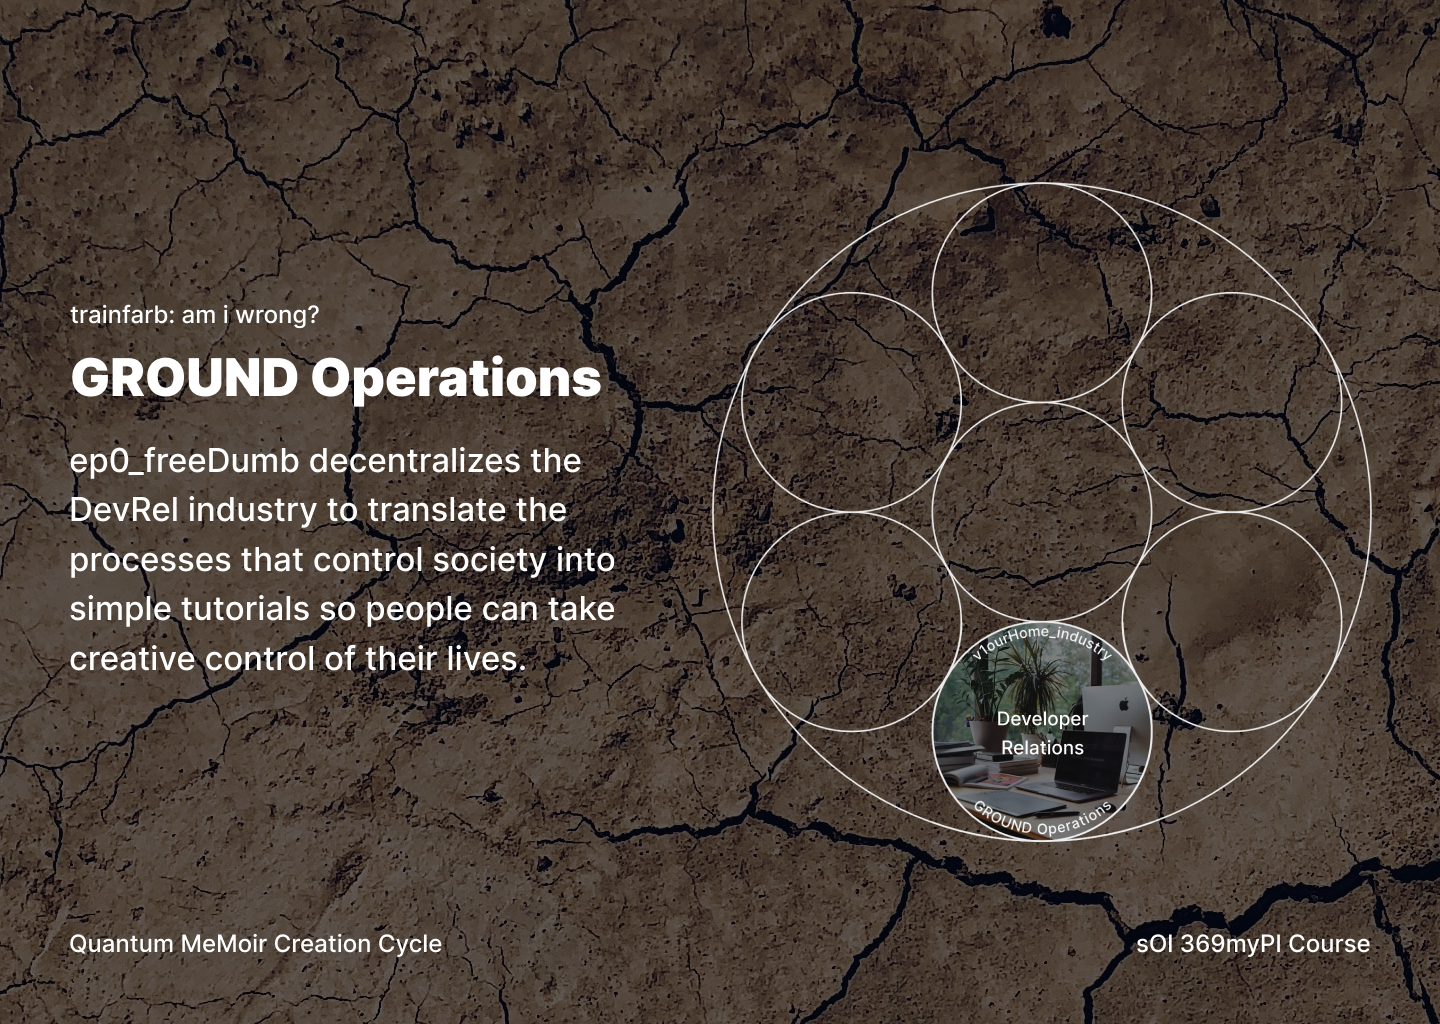 trainfarb: am i wrong?
GROUND Operations
ep0_freeDumb decentralizes the
DevRel industry to translate the
processes that control society into
simple tutorials so people can take
creative control of their lives.
v1ourHome_industry
Developer
Relations
GROUND Operations
Quantum MeMoir Creation Cycle
sOI 369myPI Course